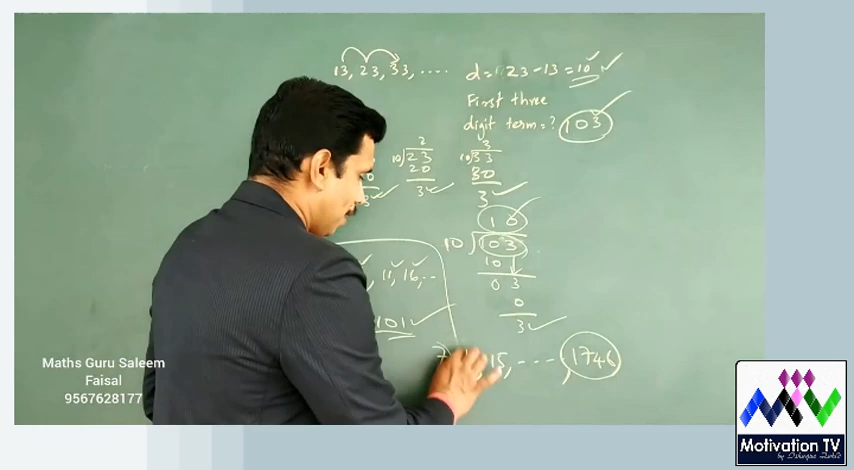 13, 23, 33, ....
d = 23 - 13 = 10
First three
digit term = ? 103
2
10)23
20
3
3
10)33
30
3
10
10)103
10
03
0
3
11, 16, ...
101
7, 15, --- 1746
Maths Guru Saleem
Faisal
9567628177
Motivation TV